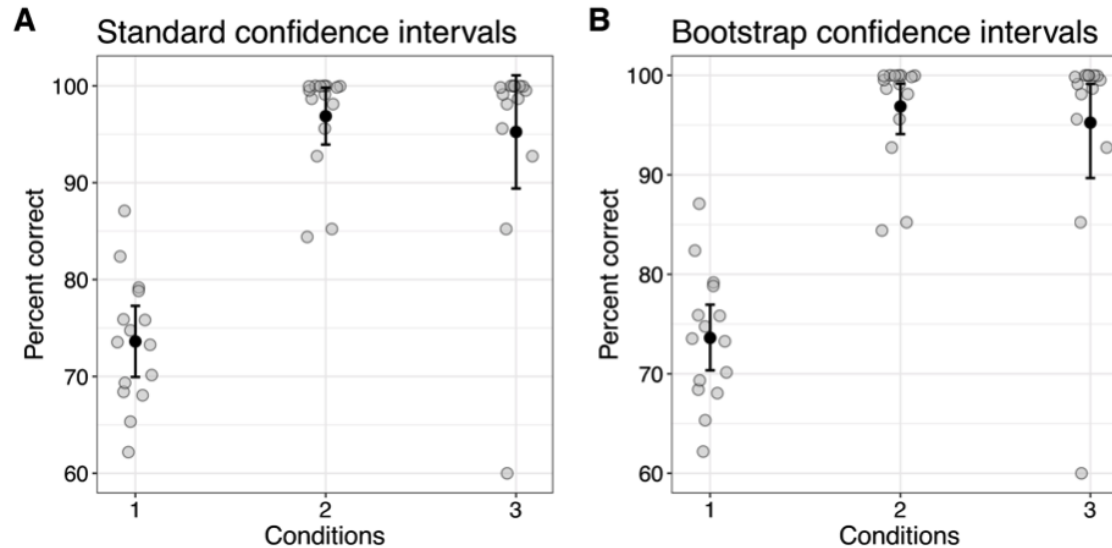 A Standard confidence intervals
Percent correct
100
90
80
70
60
1 2 3
Conditions
B Bootstrap confidence intervals
Percent correct
100
90
80
70
60
1 2 3
Conditions